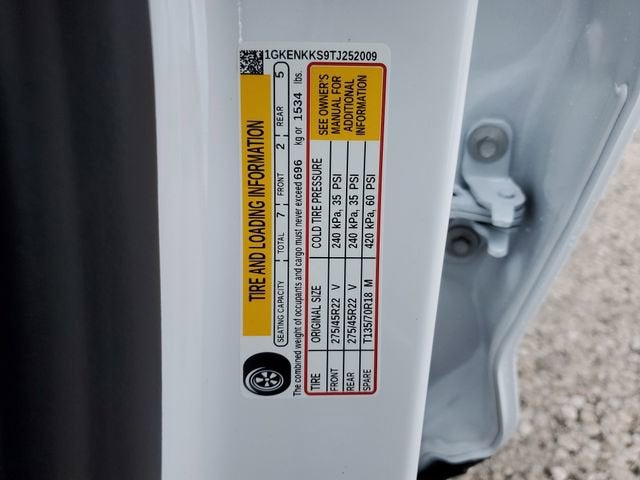 1GKENKKS9TJ252009
TIRE AND LOADING INFORMATION
SEATING CAPACITY TOTAL 7 FRONT 2 REAR 5
The combined weight of occupants and cargo must never exceed 696 kg or 1534 lbs.
TIRE ORIGINAL SIZE COLD TIRE PRESSURE
FRONT 275/45R22 V 240 kPa, 35 PSI
REAR 275/45R22 V 240 kPa, 35 PSI
SPARE T135/70R18 M 420 kPa, 60 PSI
SEE OWNER'S
MANUAL FOR
ADDITIONAL
INFORMATION